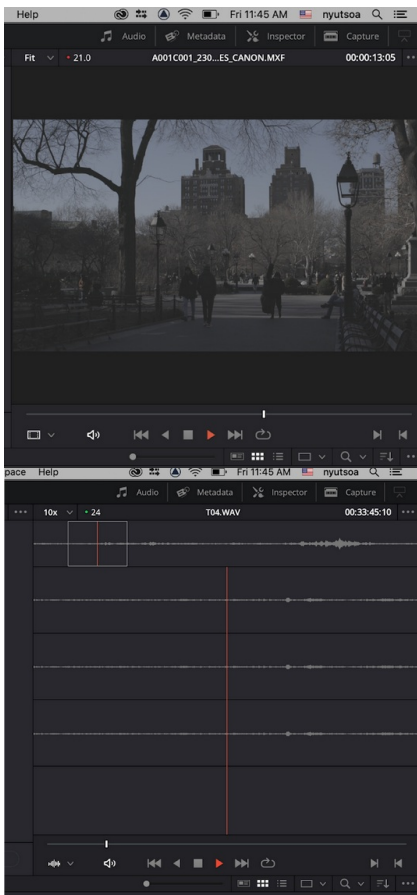 Help Fri 11:45 AM nyutsoa
Audio Metadata Inspector Capture
Fit 21.0 A001C001_230...ES_CANON.MXF 00:00:13:05
pace Help Fri 11:45 AM nyutsoa
Audio Metadata Inspector Capture
10x 24 T04.WAV 00:33:45:10